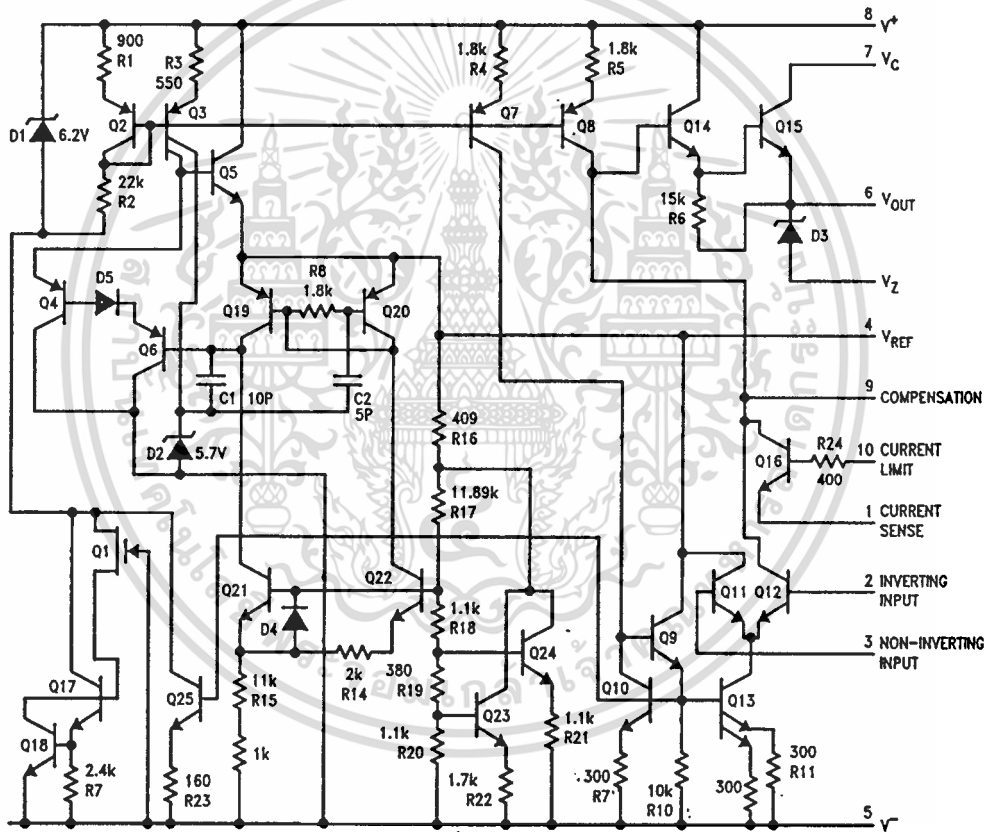 8 V+
7 VC
900
R1
R3
550
1.8k
R4
1.8k
R5
D1
6.2V
Q2
Q3
Q7
Q8
Q14
Q15
Q5
22k
R2
15k
R6
6 VOUT
D3
VZ
Q4
D5
R8
1.8k
Q19
Q20
Q6
4 VREF
C1 10P
C2
5P
9 COMPENSATION
D2 5.7V
409
R16
Q16
R24
400
10 CURRENT
LIMIT
11.89k
R17
1 CURRENT
SENSE
Q1
Q21
Q22
Q11
Q12
2 INVERTING
INPUT
D4
1.1k
R18
Q9
3 NON-INVERTING
INPUT
2k
R14
380
R19
Q24
Q17
Q25
11k
R15
Q10
Q13
Q18
Q23
1.1k
R20
1.1k
R21
2.4k
R7
160
R23
1k
1.7k
R22
300
R7
10k
R10
300
300
R11
5 V−